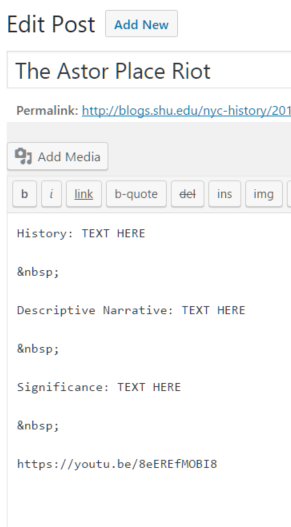 Edit Post Add New
The Astor Place Riot
Permalink: http://blogs.shu.edu/nyc-history/201
Add Media
b i link b-quote del ins img
History: TEXT HERE
&nbsp;
Descriptive Narrative: TEXT HERE
&nbsp;
Significance: TEXT HERE
&nbsp;
https://youtu.be/8eEREfMOBI8